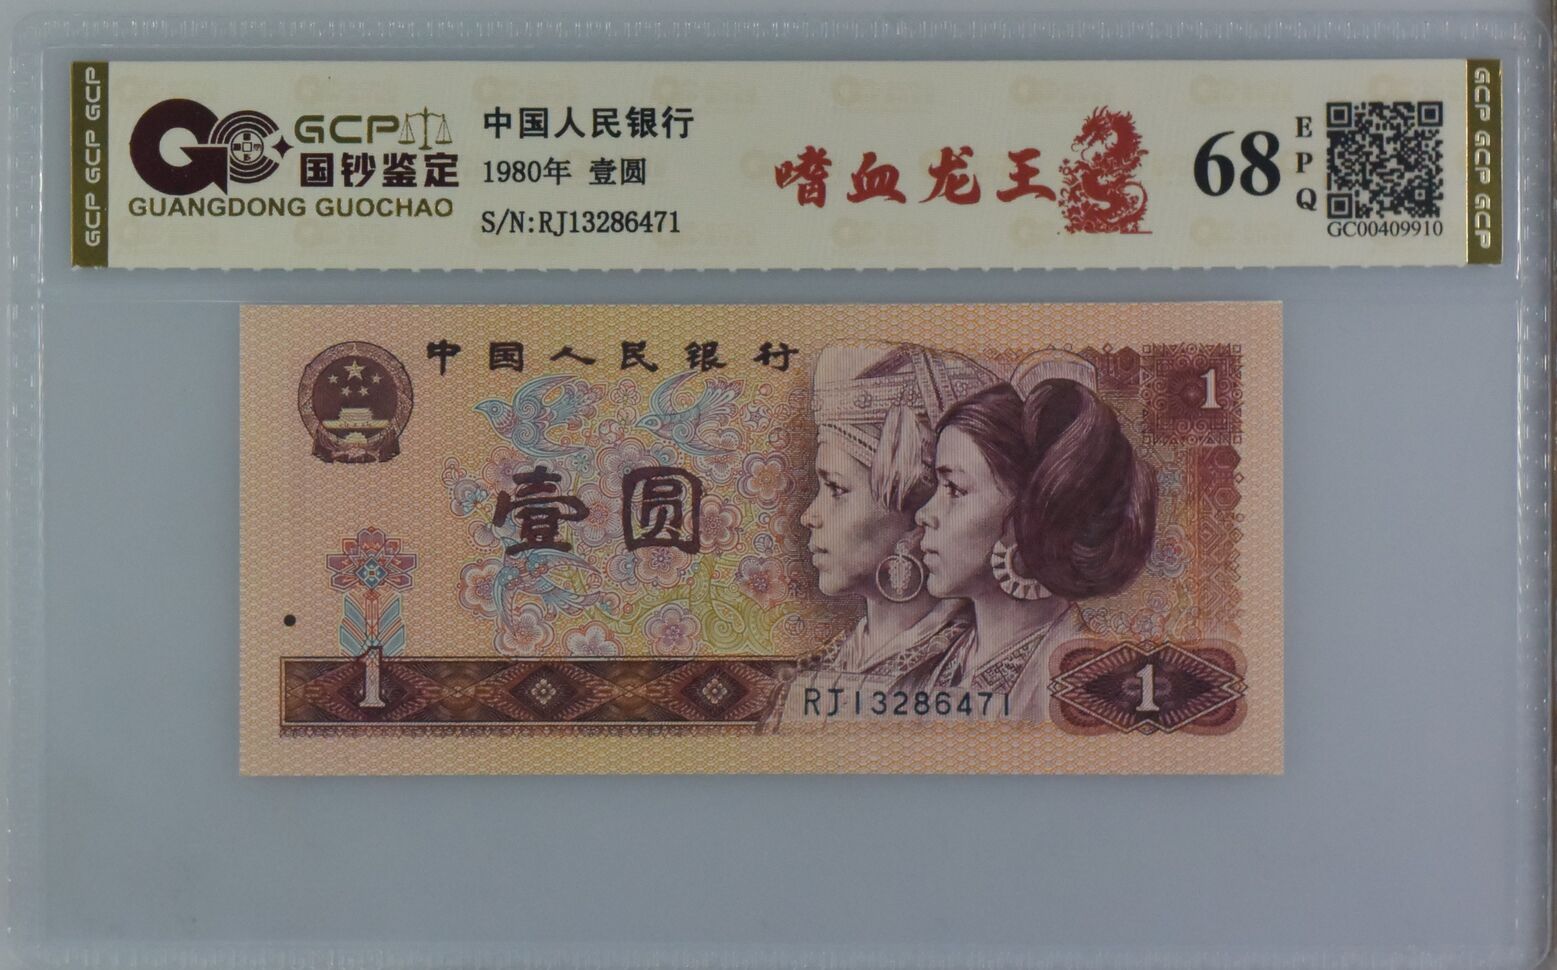 GCP GCP GCP
GCP
国钞鉴定
GUANGDONG GUOCHAO
中国人民银行
1980年 壹圆
S/N:RJ13286471
嗜血龙王
68
EPQ
GC00409910
GCP GCP GCP
中国人民银行
1
壹圆
1
RJ13286471
1